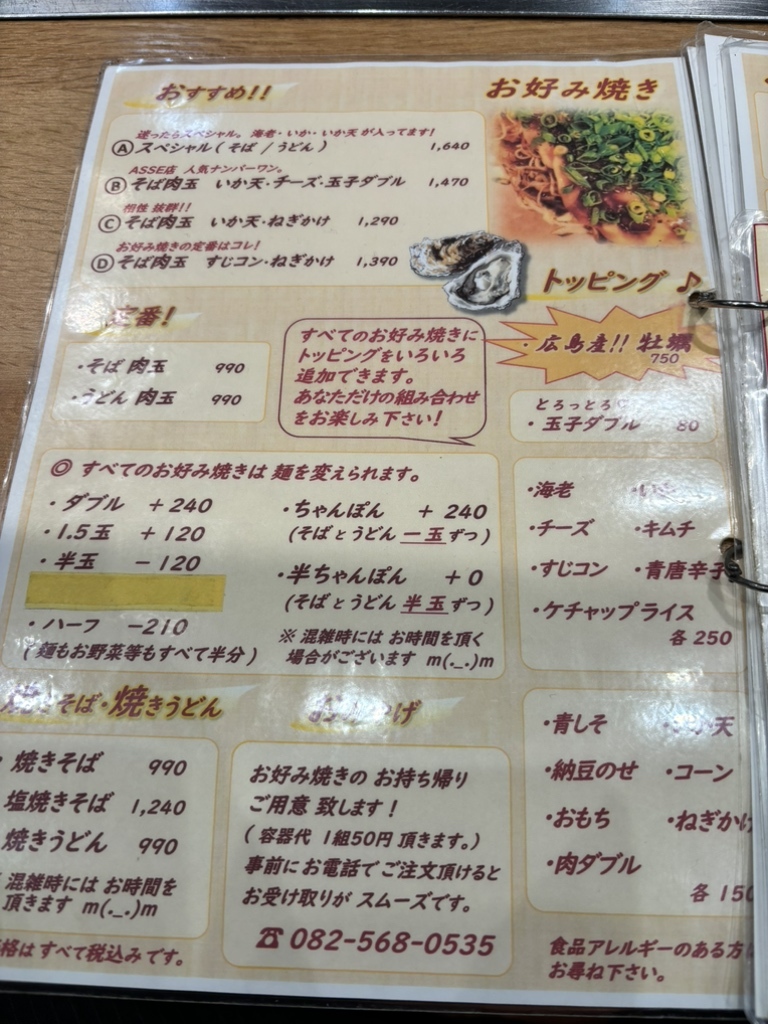 おすすめ!!
お好み焼き
迷ったらスペシャル。海老・いか・いか天が入ってます!
Ⓐスペシャル(そば / うどん) 1,640
ASSE店 人気ナンバーワン。
Ⓑそば肉玉 いか天・チーズ・玉子ダブル 1,470
相性 抜群!!
Ⓒそば肉玉 いか天・ねぎかけ 1,290
お好み焼きの定番はコレ!
Ⓓそば肉玉 すじコン・ねぎかけ 1,390
トッピング♪
定番!
・そば 肉玉 990
・うどん 肉玉 990
すべてのお好み焼きに
トッピングをいろいろ
追加できます。
あなただけの組み合わせ
をお楽しみ下さい!
・広島産!! 牡蠣
750
とろっとろ
・玉子ダブル 80
◎ すべてのお好み焼きは 麺を変えられます。
・ダブル +240
・1.5玉 +120
・半玉 -120
・ハーフ -210
(麺もお野菜等もすべて半分)
・ちゃんぽん + 240
(そばとうどん 一玉ずつ)
・半ちゃんぽん +0
(そばとうどん 半玉ずつ)
※ 混雑時には お時間を頂く
場合がございます m(._.)m
・海老
・チーズ ・キムチ
・すじコン ・青唐辛子
・ケチャップライス
各 250
焼きそば・焼きうどん
・焼きそば 990
塩焼きそば 1,240
焼きうどん 990
混雑時には お時間を
頂きます m(._.)m
格は すべて税込みです。
お好み焼きの お持ち帰り
ご用意 致します!
(容器代 1組50円 頂きます。)
事前にお電話でご注文頂けると
お受け取りが スムーズです。
☎082-568-0535
・青しそ
・納豆のせ ・コーン
・おもち ・ねぎかけ
・肉ダブル
各 150
食品アレルギーのある方は
お尋ね下さい。